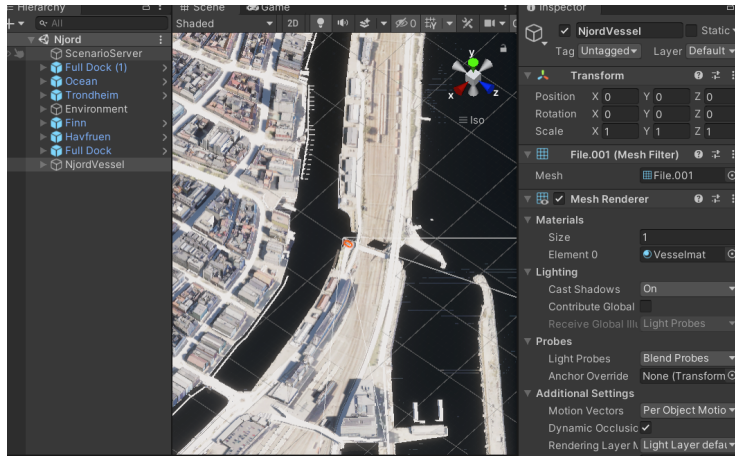 Hierarchy
All
Njord
ScenarioServer
Full Dock (1)
Ocean
Trondheim
Environment
Finn
Havfruen
Full Dock
NjordVessel
Scene
Game
Shaded
2D
0
y
x
z
Iso
Inspector
NjordVessel
Static
Tag Untagged
Layer Default
Transform
Position X 0 Y 0 Z 0
Rotation X 0 Y 0 Z 0
Scale X 1 Y 1 Z 1
File.001 (Mesh Filter)
Mesh File.001
Mesh Renderer
Materials
Size 1
Element 0 Vesselmat
Lighting
Cast Shadows On
Contribute Global
Receive Global Illu Light Probes
Probes
Light Probes Blend Probes
Anchor Override None (Transform
Additional Settings
Motion Vectors Per Object Motio
Dynamic Occlusic
Rendering Layer M Light Layer defau